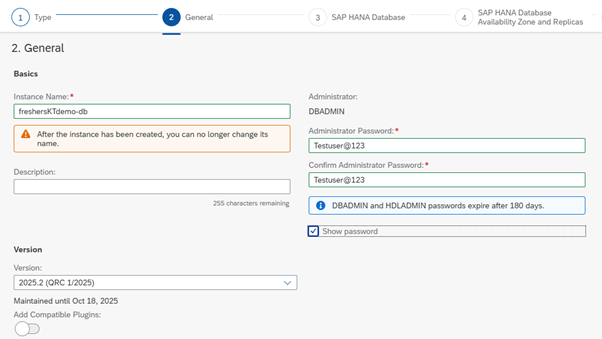 1 Type
2 General
3 SAP HANA Database
4 SAP HANA Database
Availability Zone and Replicas
2. General
Basics
Instance Name:*
freshersKTdemo-db
After the instance has been created, you can no longer change its
name.
Description:
255 characters remaining
Administrator:
DBADMIN
Administrator Password:*
Testuser@123
Confirm Administrator Password:*
Testuser@123
DBADMIN and HDLADMIN passwords expire after 180 days.
Show password
Version
Version:
2025.2 (QRC 1/2025)
Maintained until Oct 18, 2025
Add Compatible Plugins: